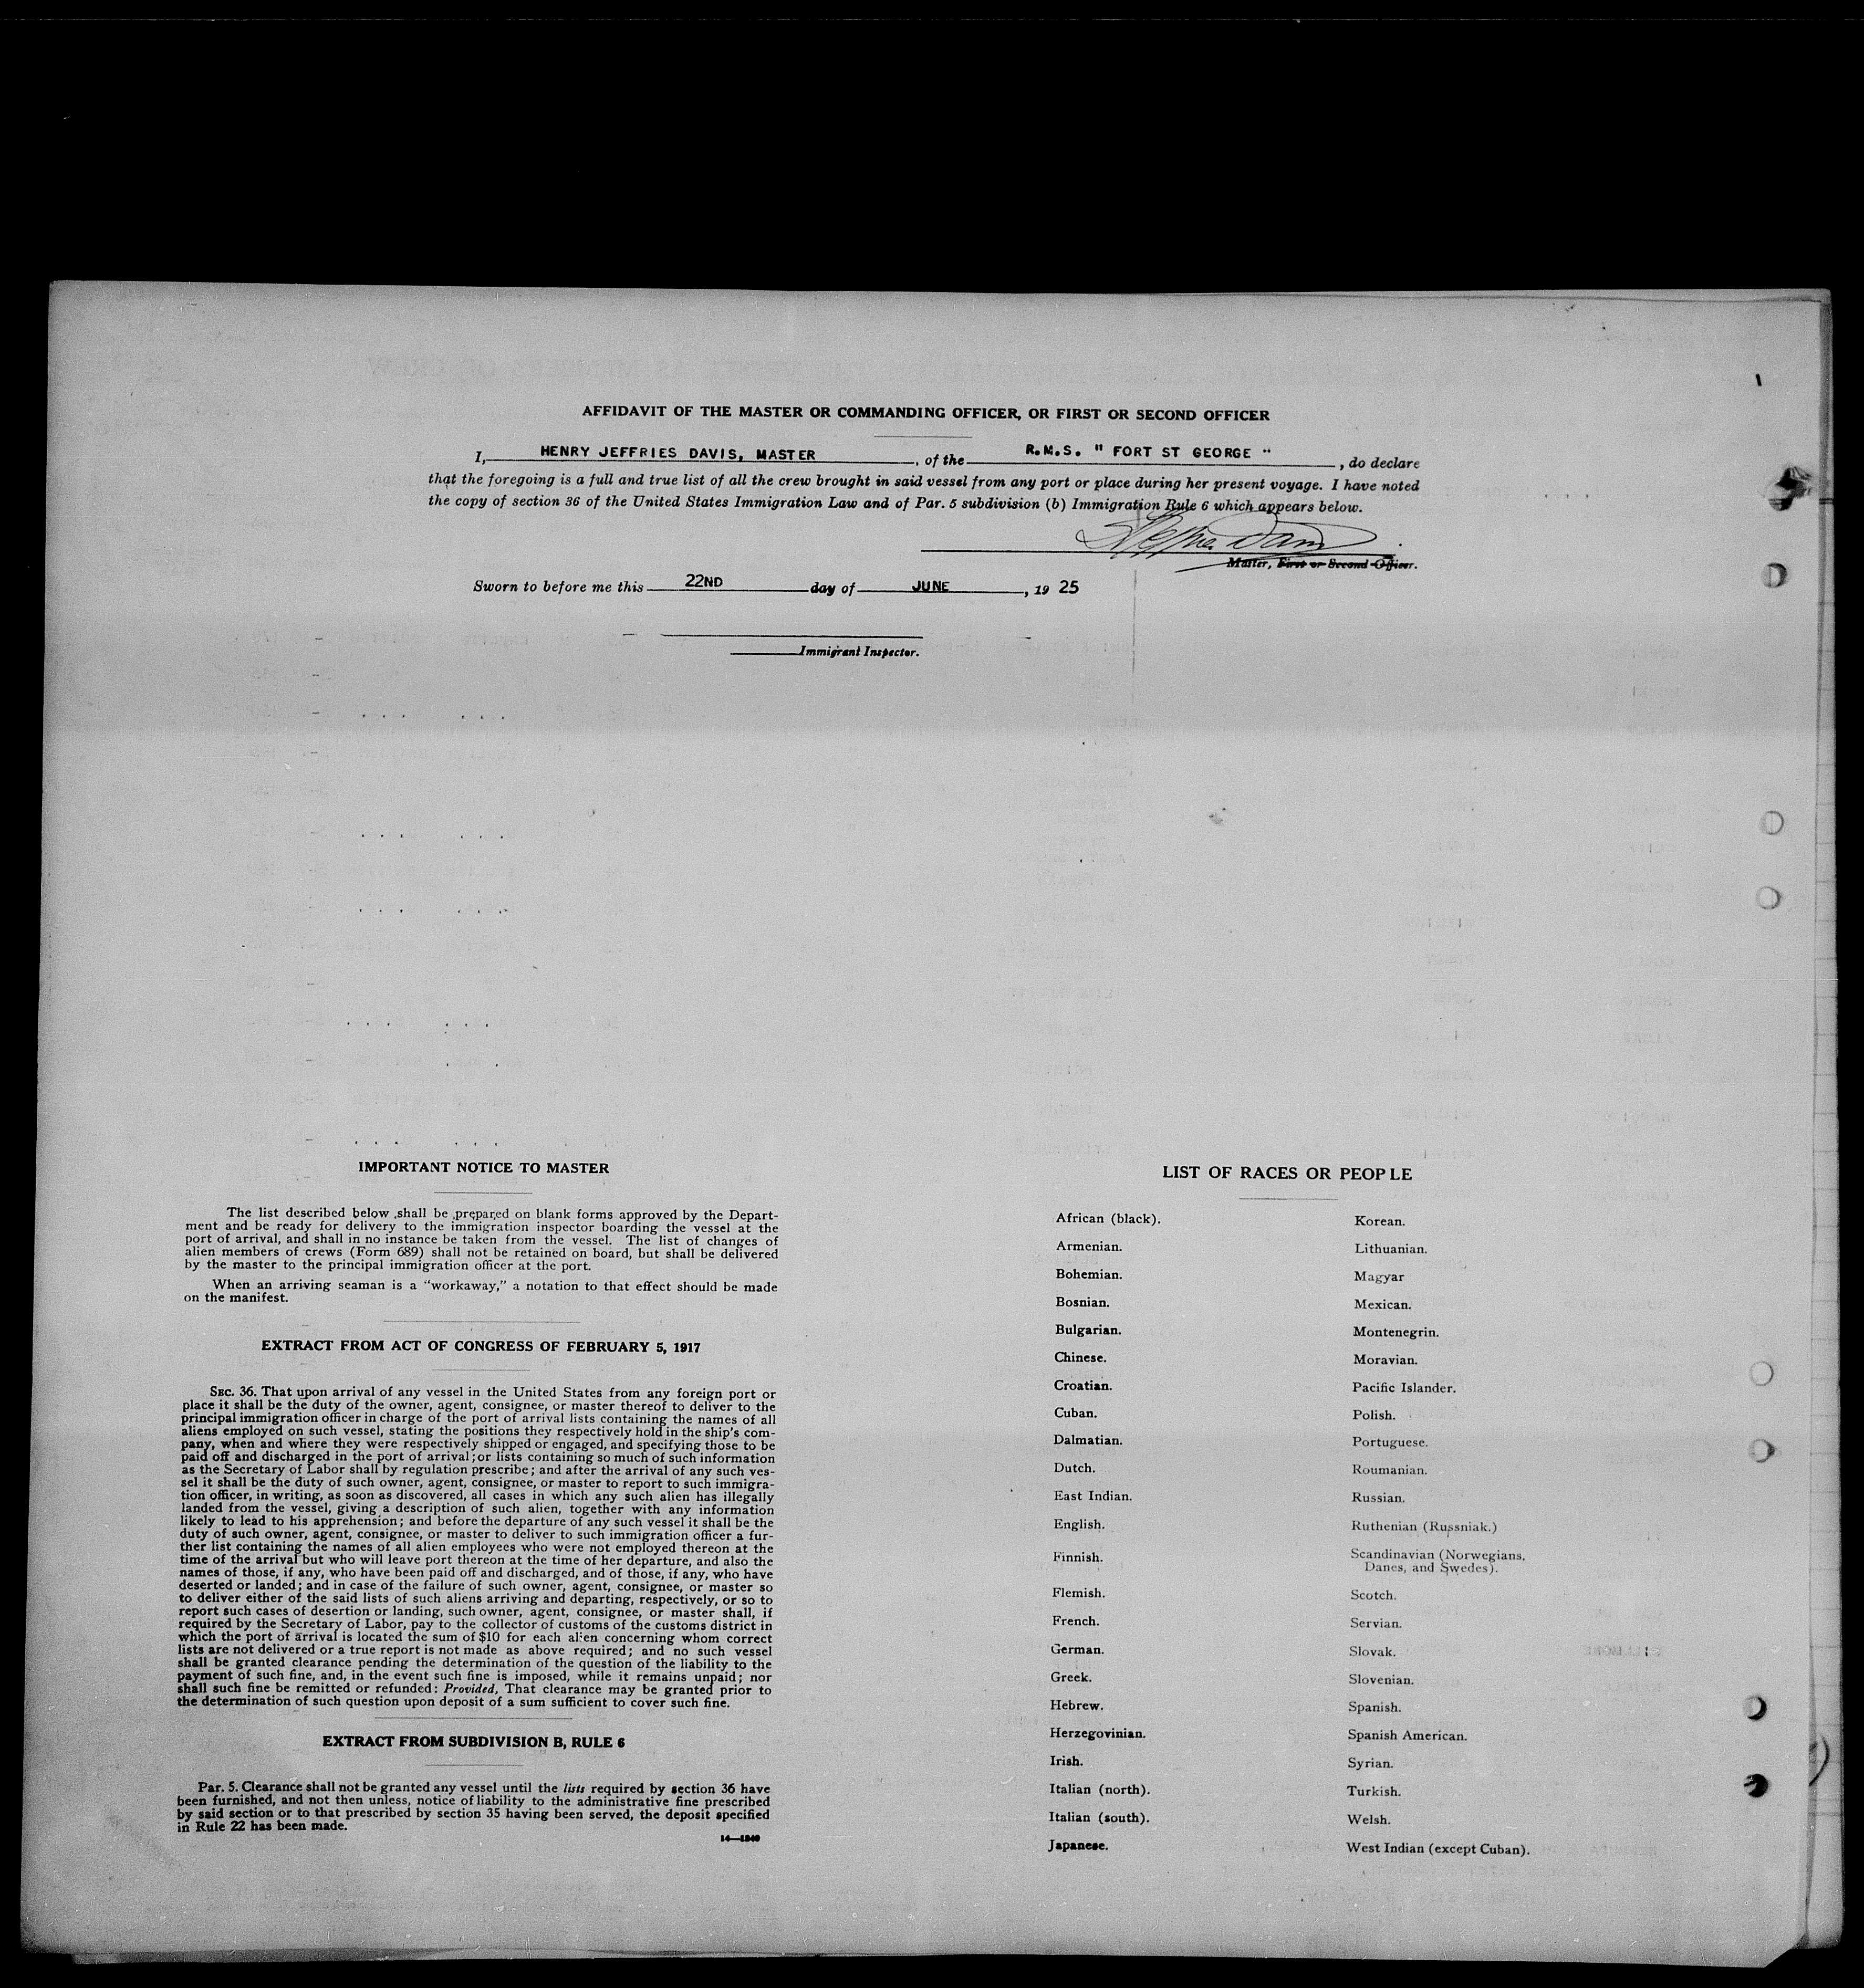 AFFIDAVIT OF THE MASTER OR COMMANDING OFFICER, OR FIRST OR SECOND OFFICER
I, HENRY JEFFRIES DAVIS, MASTER, of the R.M.S. " FORT ST GEORGE ", do declare
that the foregoing is a full and true list of all the crew brought in said vessel from any port or place during her present voyage. I have noted
the copy of section 36 of the United States Immigration Law and of Par. 5 subdivision (b) Immigration Rule 6 which appears below.
Master, First or Second Officer.
Sworn to before me this 22ND day of JUNE, 19 25
Immigrant Inspector.
IMPORTANT NOTICE TO MASTER
The list described below shall be prepared on blank forms approved by the Depart-
ment and be ready for delivery to the immigration inspector boarding the vessel at the
port of arrival, and shall in no instance be taken from the vessel. The list of changes of
alien members of crews (Form 689) shall not be retained on board, but shall be delivered
by the master to the principal immigration officer at the port.
When an arriving seaman is a "workaway," a notation to that effect should be made
on the manifest.
EXTRACT FROM ACT OF CONGRESS OF FEBRUARY 5, 1917
SEC. 36. That upon arrival of any vessel in the United States from any foreign port or
place it shall be the duty of the owner, agent, consignee, or master thereof to deliver to the
principal immigration officer in charge of the port of arrival lists containing the names of all
aliens employed on such vessel, stating the positions they respectively hold in the ship's com-
pany, when and where they were respectively shipped or engaged, and specifying those to be
paid off and discharged in the port of arrival; or lists containing so much of such information
as the Secretary of Labor shall by regulation prescribe; and after the arrival of any such ves-
sel it shall be the duty of such owner, agent, consignee, or master to report to such immigra-
tion officer, in writing, as soon as discovered, all cases in which any such alien has illegally
landed from the vessel, giving a description of such alien, together with any information
likely to lead to his apprehension; and before the departure of any such vessel it shall be the
duty of such owner, agent, consignee, or master to deliver to such immigration officer a fur-
ther list containing the names of all alien employees who were not employed thereon at the
time of the arrival but who will leave port thereon at the time of her departure, and also the
names of those, if any, who have been paid off and discharged, and of those, if any, who have
deserted or landed; and in case of the failure of such owner, agent, consignee, or master so
to deliver either of the said lists of such aliens arriving and departing, respectively, or so to
report such cases of desertion or landing, such owner, agent, consignee, or master shall, if
required by the Secretary of Labor, pay to the collector of customs of the customs district in
which the port of arrival is located the sum of $10 for each alien concerning whom correct
lists are not delivered or a true report is not made as above required; and no such vessel
shall be granted clearance pending the determination of the question of the liability to the
payment of such fine, and, in the event such fine is imposed, while it remains unpaid; nor
shall such fine be remitted or refunded: Provided, That clearance may be granted prior to
the determination of such question upon deposit of a sum sufficient to cover such fine.
EXTRACT FROM SUBDIVISION B, RULE 6
Par. 5. Clearance shall not be granted any vessel until the lists required by section 36 have
been furnished, and not then unless, notice of liability to the administrative fine prescribed
by said section or to that prescribed by section 35 having been served, the deposit specified
in Rule 22 has been made.
14—1840
LIST OF RACES OR PEOPLE
African (black).
Armenian.
Bohemian.
Bosnian.
Bulgarian.
Chinese.
Croatian.
Cuban.
Dalmatian.
Dutch.
East Indian.
English.
Finnish.
Flemish.
French.
German.
Greek.
Hebrew.
Herzegovinian.
Irish.
Italian (north).
Italian (south).
Japanese.
Korean.
Lithuanian.
Magyar
Mexican.
Montenegrin.
Moravian.
Pacific Islander.
Polish.
Portuguese.
Roumanian.
Russian.
Ruthenian (Russniak.)
Scandinavian (Norwegians,
Danes, and Swedes).
Scotch.
Servian.
Slovak.
Slovenian.
Spanish.
Spanish American.
Syrian.
Turkish.
Welsh.
West Indian (except Cuban).